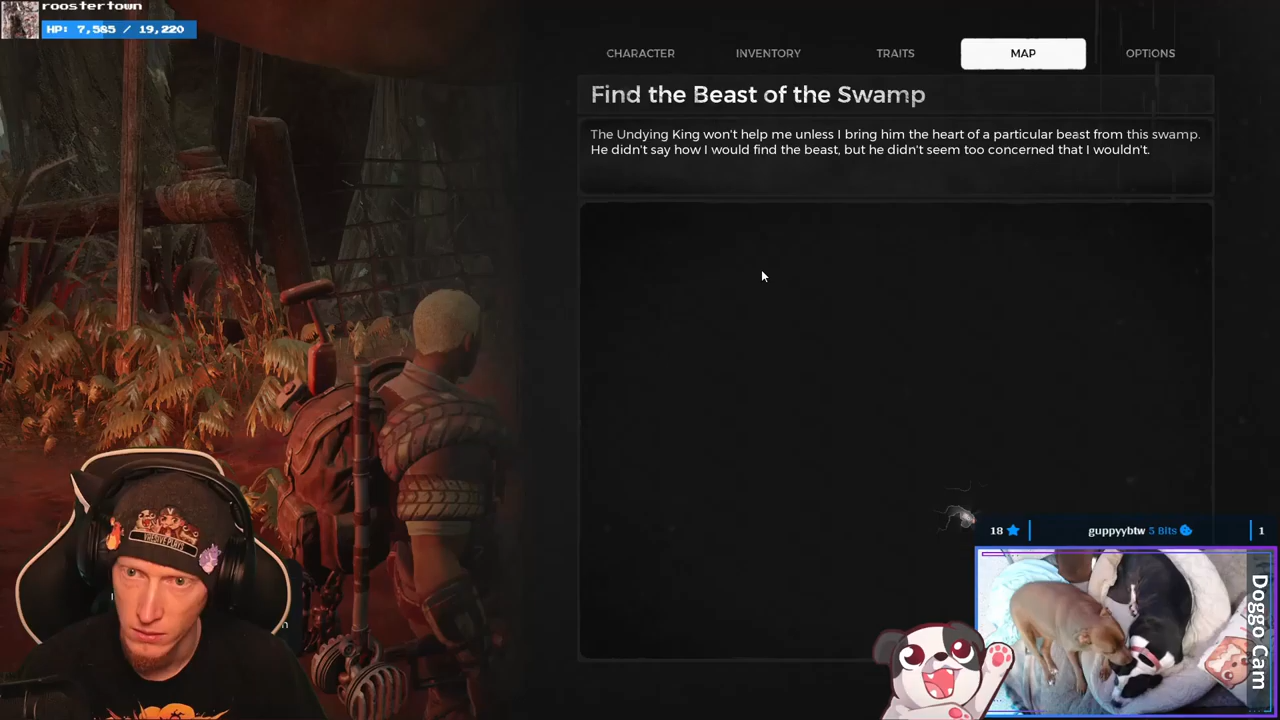 roostertown
HP: 7,585 / 19,220
CHARACTER
INVENTORY
TRAITS
MAP
OPTIONS
Find the Beast of the Swamp
The Undying King won't help me unless I bring him the heart of a particular beast from this swamp.
He didn't say how I would find the beast, but he didn't seem too concerned that I wouldn't.
18
guppyybtw 5 Bits
1
Doggo Cam